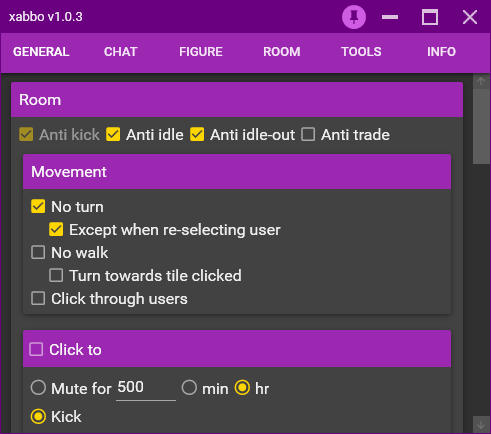 xabbo v1.0.3
GENERAL CHAT FIGURE ROOM TOOLS INFO
Room
Anti kick Anti idle Anti idle-out Anti trade
Movement
No turn
Except when re-selecting user
No walk
Turn towards tile clicked
Click through users
Click to
Mute for 500 min hr
Kick